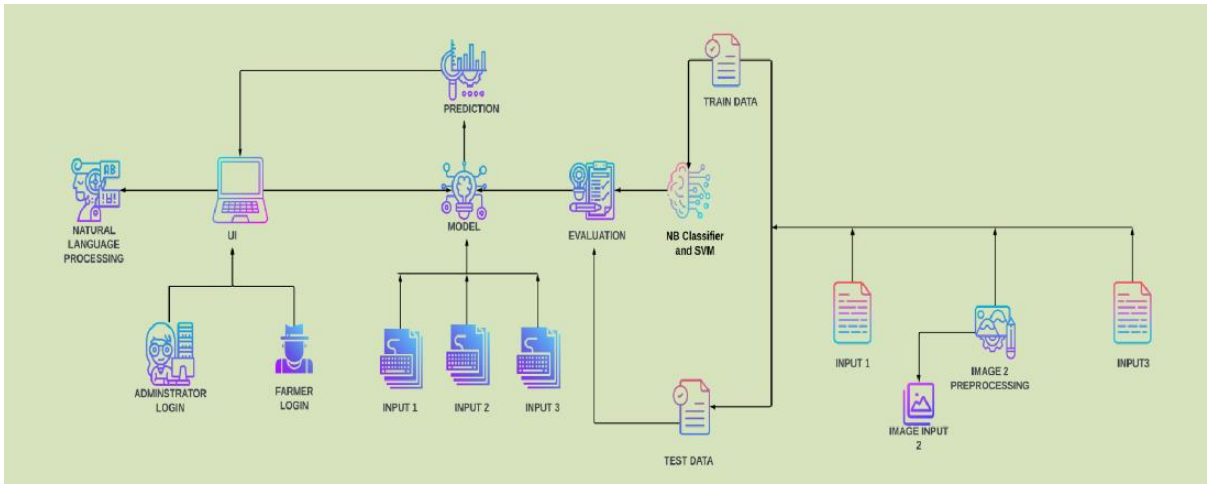 PREDICTION
TRAIN DATA
NATURAL
LANGUAGE
PROCESSING
UI
MODEL
EVALUATION
NB Classifier
and SVM
ADMINSTRATOR
LOGIN
FARMER
LOGIN
INPUT 1
INPUT 2
INPUT 3
TEST DATA
INPUT 1
IMAGE 2
PREPROCESSING
INPUT3
IMAGE INPUT
2